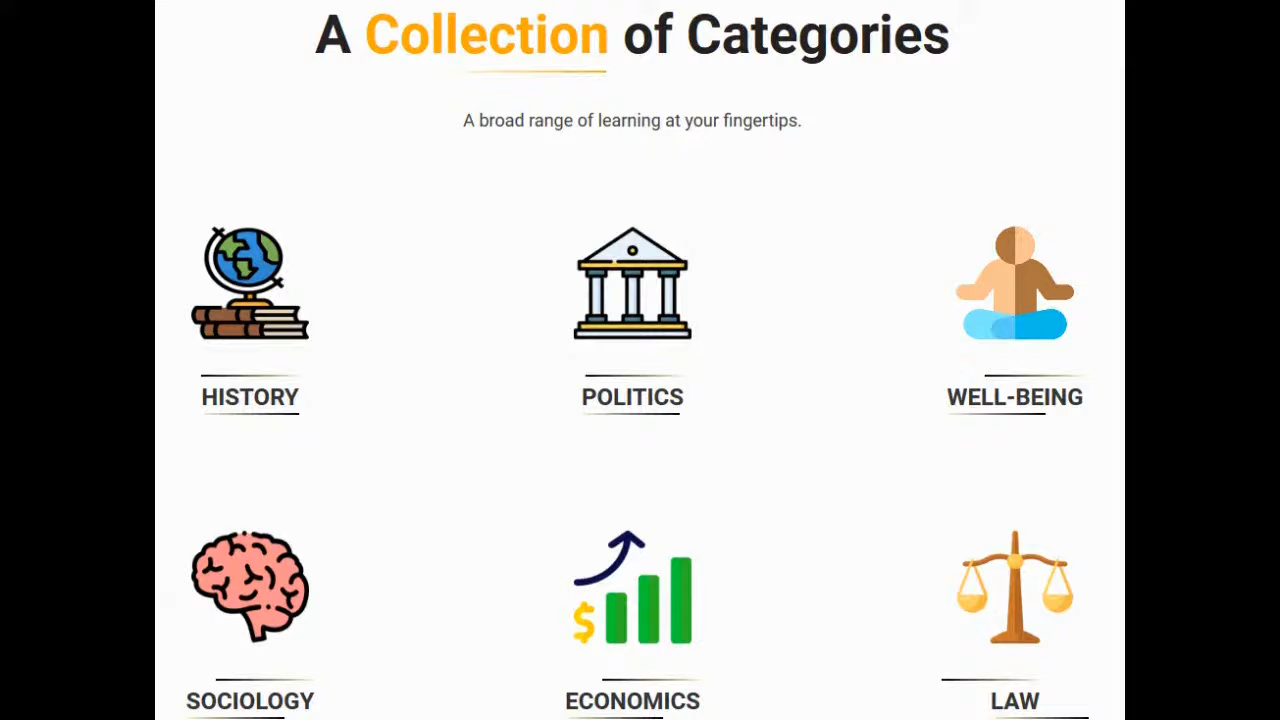 A Collection of Categories
A broad range of learning at your fingertips.
HISTORY
POLITICS
WELL-BEING
$
SOCIOLOGY
ECONOMICS
LAW